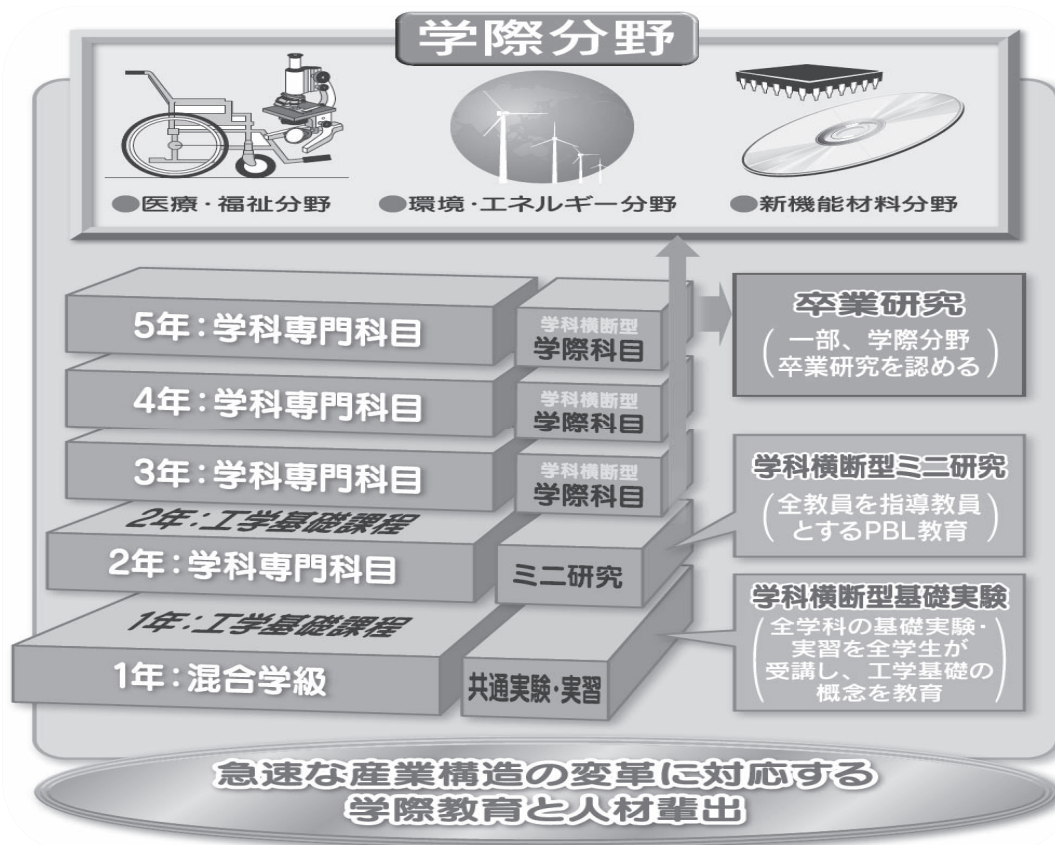 学際分野
●医療・福祉分野
●環境・エネルギー分野
●新機能材料分野
5年：学科専門科目
学科横断型
学際科目
卒業研究
（一部、学際分野
卒業研究を認める）
4年：学科専門科目
学科横断型
学際科目
3年：学科専門科目
学科横断型
学際科目
学科横断型ミニ研究
（全教員を指導教員
とするPBL教育）
2年：工学基礎課程
2年：学科専門科目
ミニ研究
学科横断型基礎実験
（全学科の基礎実験・
実習を全学生が
受講し、工学基礎の
概念を教育）
1年：工学基礎課程
1年：混合学級
共通実験・実習
急速な産業構造の変革に対応する
学際教育と人材輩出